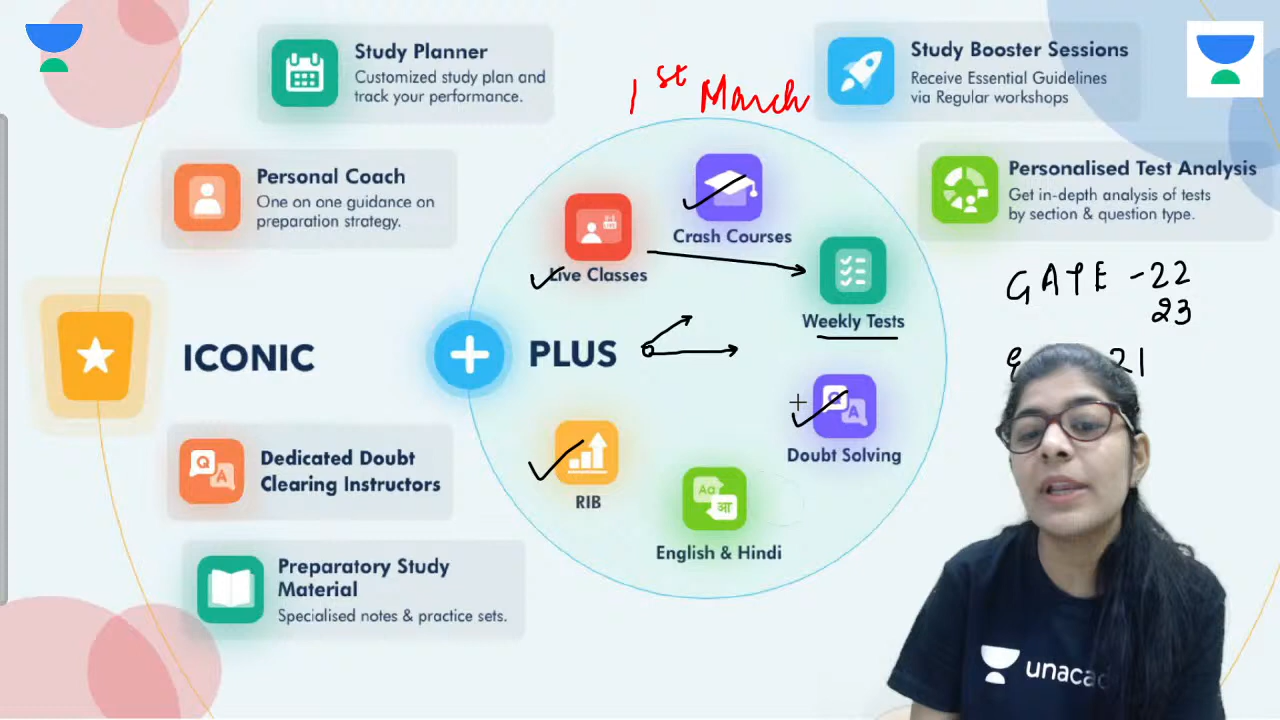 Study Planner
Customized study plan and
track your performance.
1st March
Study Booster Sessions
Receive Essential Guidelines
via Regular workshops
Personal Coach
One on one guidance on
preparation strategy.
Personalised Test Analysis
Get in-depth analysis of tests
by section & question type.
Crash Courses
Live Classes
Weekly Tests
GATE -22
23
21
ICONIC
PLUS
Q
A
Doubt Solving
Q
A
Dedicated Doubt
Clearing Instructors
RIB
Aa
आ
English & Hindi
Preparatory Study
Material
Specialised notes & practice sets.